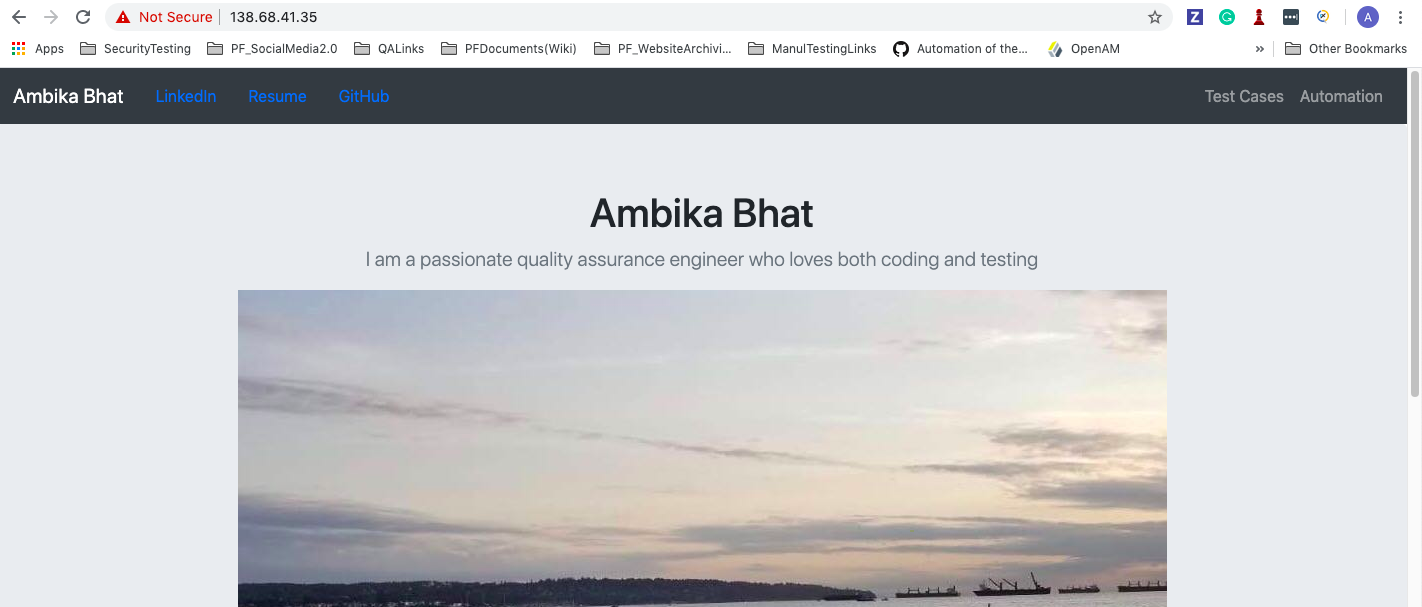 Not Secure 138.68.41.35
Z G A
Apps SecurityTesting PF_SocialMedia2.0 QALinks PFDocuments(Wiki) PF_WebsiteArchivi... ManulTestingLinks Automation of the... OpenAM » Other Bookmarks
Ambika Bhat LinkedIn Resume GitHub Test Cases Automation
Ambika Bhat
I am a passionate quality assurance engineer who loves both coding and testing